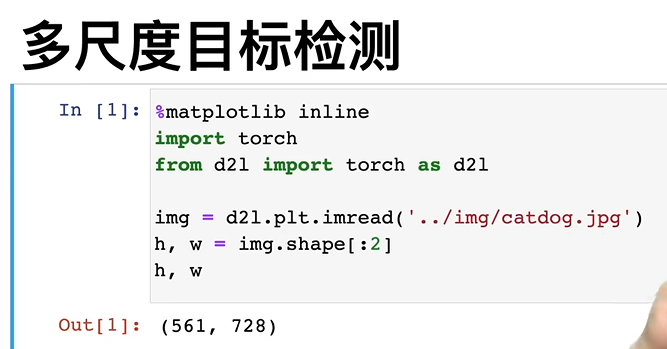 多尺度目标检测
In [1]: %matplotlib inline
import torch
from d2l import torch as d2l
img = d2l.plt.imread('../img/catdog.jpg')
h, w = img.shape[:2]
h, w
Out[1]: (561, 728)